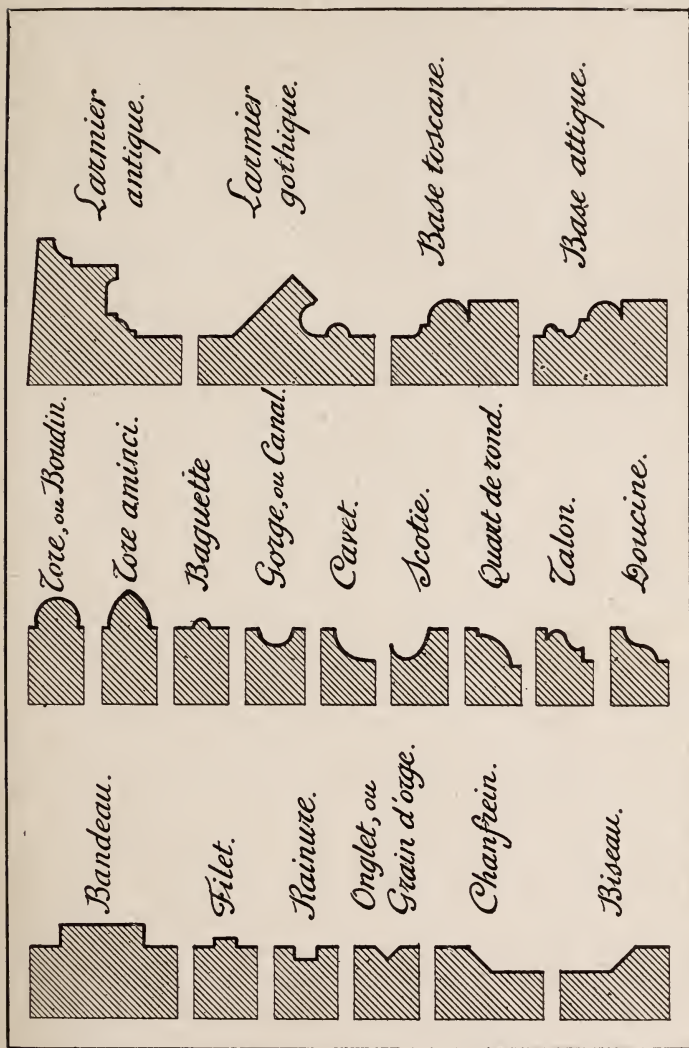 Bandeau.
Filet.
Rainure.
Onglet, ou
Grain d'orge.
Chanfrein.
Biseau.
Tore, ou Boudin.
Tore aminci.
Baguette
Gorge, ou Canal.
Cavet.
Scotie.
Quart de rond.
Talon.
Doucine.
Larmier
antique.
Larmier
gothique.
Base toscane.
Base attique.